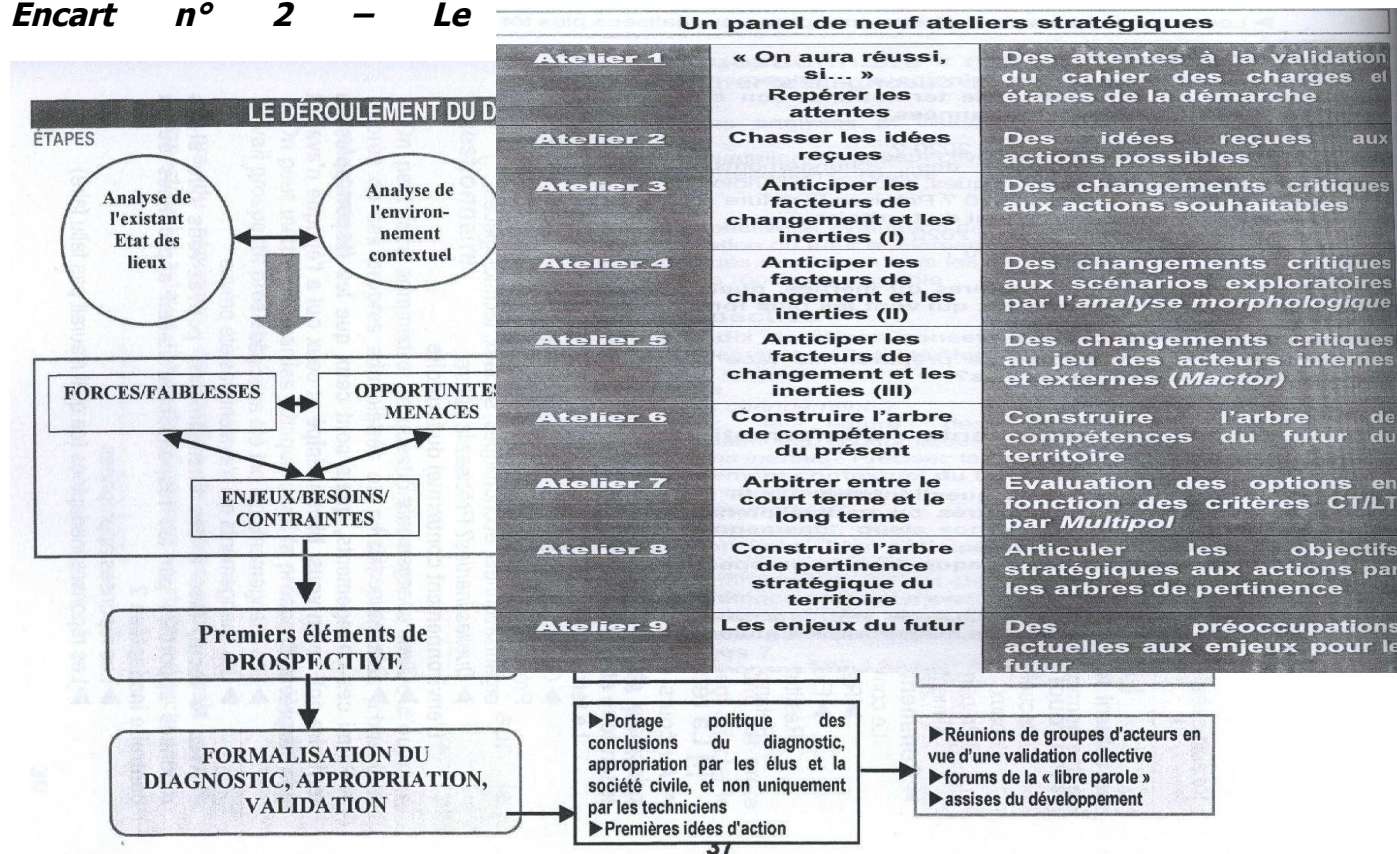 Encart n° 2 – Le
Un panel de neuf ateliers stratégiques
Atelier 1
« On aura réussi,
si... »
Repérer les
attentes
Des attentes à la validation
du cahier des charges et
étapes de la démarche
Atelier 2
Chasser les idées
reçues
Des idées reçues aux
actions possibles
Atelier 3
Anticiper les
facteurs de
changement et les
inerties (I)
Des changements critiques
aux actions souhaitables
Atelier 4
Anticiper les
facteurs de
changement et les
inerties (II)
Des changements critiques
aux scénarios exploratoires
par l'analyse morphologique
Atelier 5
Anticiper les
facteurs de
changement et les
inerties (III)
Des changements critiques
au jeu des acteurs internes
et externes (Mactor)
Atelier 6
Construire l'arbre
de compétences
du présent
Construire l'arbre de
compétences du futur du
territoire
Atelier 7
Arbitrer entre le
court terme et le
long terme
Evaluation des options en
fonction des critères CT/LT
par Multipol
Atelier 8
Construire l'arbre
de pertinence
stratégique du
territoire
Articuler les objectifs
stratégiques aux actions par
les arbres de pertinence
Atelier 9
Les enjeux du futur
Des préoccupations
actuelles aux enjeux pour le
futur
LE DÉROULEMENT DU D
ÉTAPES
Analyse de
l'existant
Etat des
lieux
Analyse de
l'environ-
nement
contextuel
FORCES/FAIBLESSES
OPPORTUNITES
MENACES
ENJEUX/BESOINS/
CONTRAINTES
Premiers éléments de
PROSPECTIVE
FORMALISATION DU
DIAGNOSTIC, APPROPRIATION,
VALIDATION
▶Portage politique des
conclusions du diagnostic,
appropriation par les élus et la
société civile, et non uniquement
par les techniciens
▶Premières idées d'action
▶Réunions de groupes d'acteurs en
vue d'une validation collective
▶forums de la « libre parole »
▶assises du développement
37